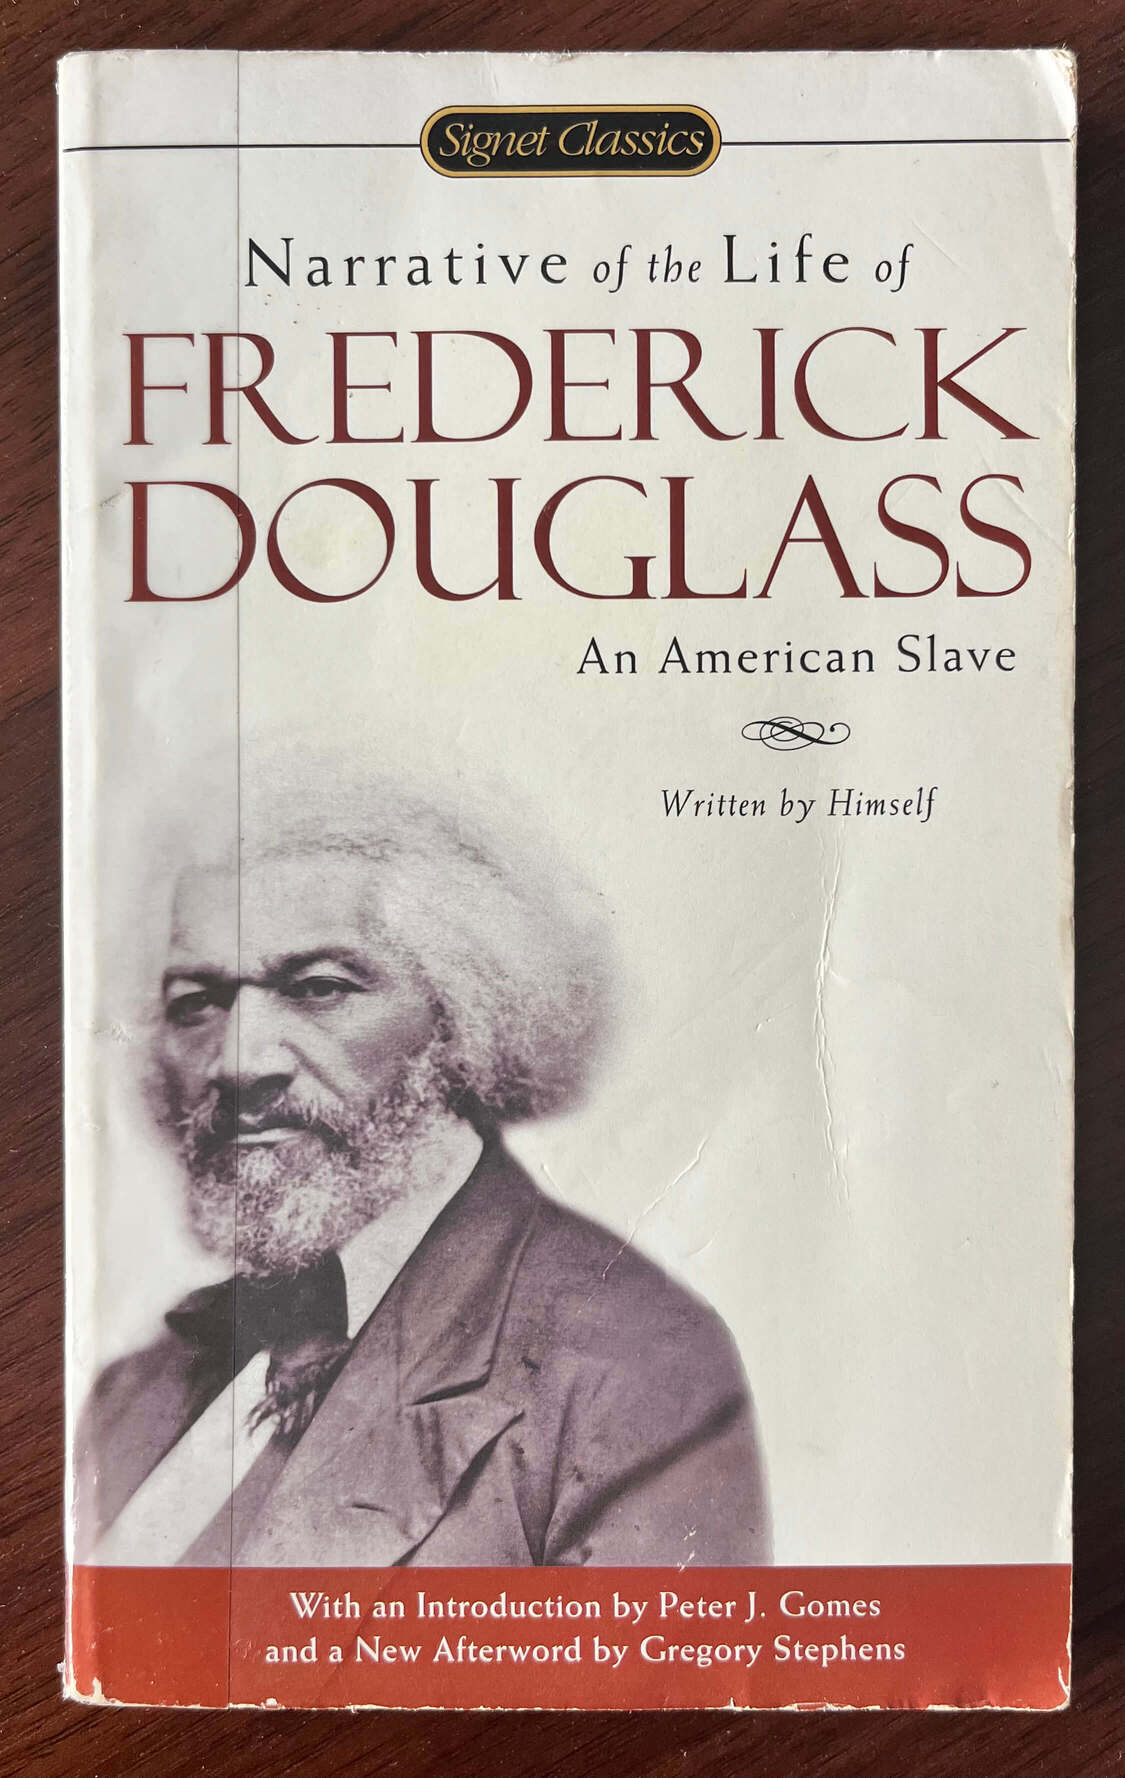 Signet Classics
Narrative of the Life of
FREDERICK
DOUGLASS
An American Slave
Written by Himself
With an Introduction by Peter J. Gomes
and a New Afterword by Gregory Stephens